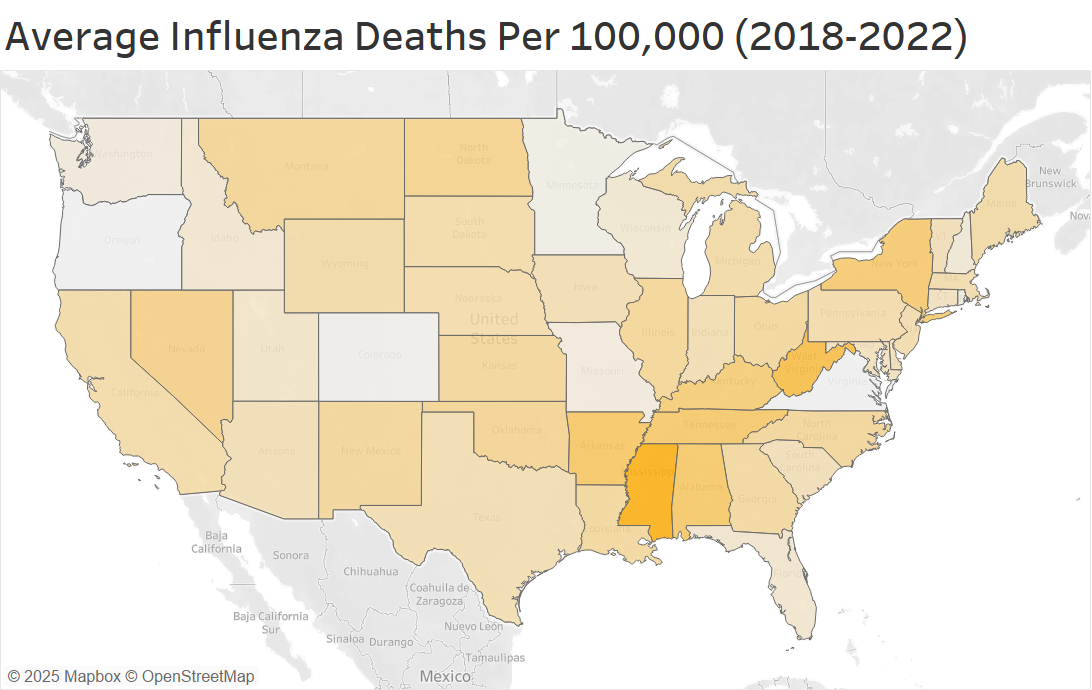 Average Influenza Deaths Per 100,000 (2018-2022)
Washington
Montana
North
Dakota
Minnesota
New
Brunswick
Maine
Oregon
Idaho
South
Dakota
Wisconsin
Michigan
New York
Wyoming
Nebraska
Iowa
Pennsylvania
United
States
Nevada
Utah
Colorado
Kansas
Missouri
Illinois
Indiana
Ohio
West
Virginia
Virginia
California
Kentucky
Arizona
New Mexico
Oklahoma
Arkansas
Tennessee
North
Carolina
South
Carolina
Mississippi
Alabama
Georgia
Texas
Louisiana
Florida
Baja
California
Sonora
Chihuahua
Coahuila de
Zaragoza
Baja California
Sur
Sinaloa
Durango
Nuevo León
Tamaulipas
Mexico
© 2025 Mapbox © OpenStreetMap